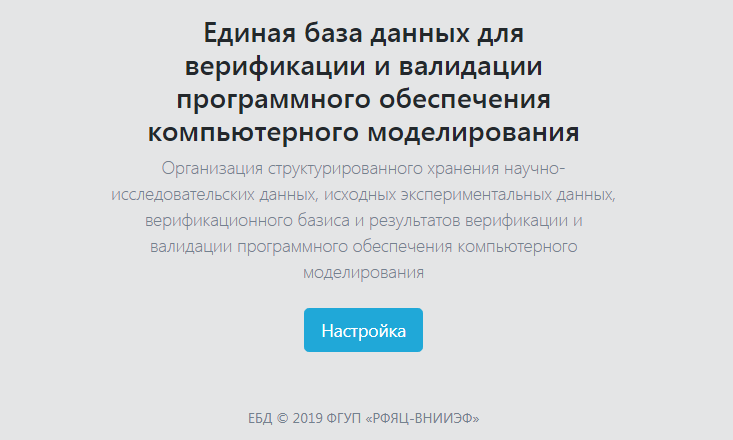 Единая база данных для
верификации и валидации
программного обеспечения
компьютерного моделирования
Организация структурированного хранения научно-
исследовательских данных, исходных экспериментальных данных,
верификационного базиса и результатов верификации и
валидации программного обеспечения компьютерного
моделирования
Настройка
ЕБД © 2019 ФГУП «РФЯЦ-ВНИИЭФ»